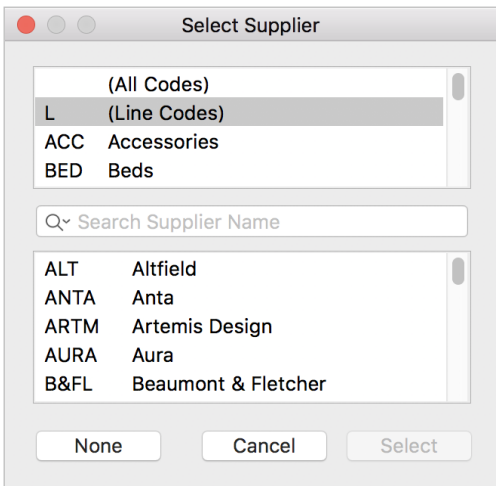 Select Supplier
(All Codes)
L (Line Codes)
ACC Accessories
BED Beds
Search Supplier Name
ALT Altfield
ANTA Anta
ARTM Artemis Design
AURA Aura
B&FL Beaumont & Fletcher
None Cancel Select